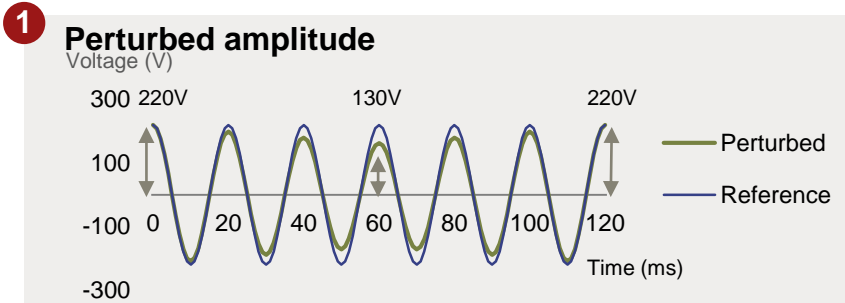 1
Perturbed amplitude
Voltage (V)
300 220V 130V 220V
100
Perturbed
Reference
-100 0 20 40 60 80 100 120
Time (ms)
-300